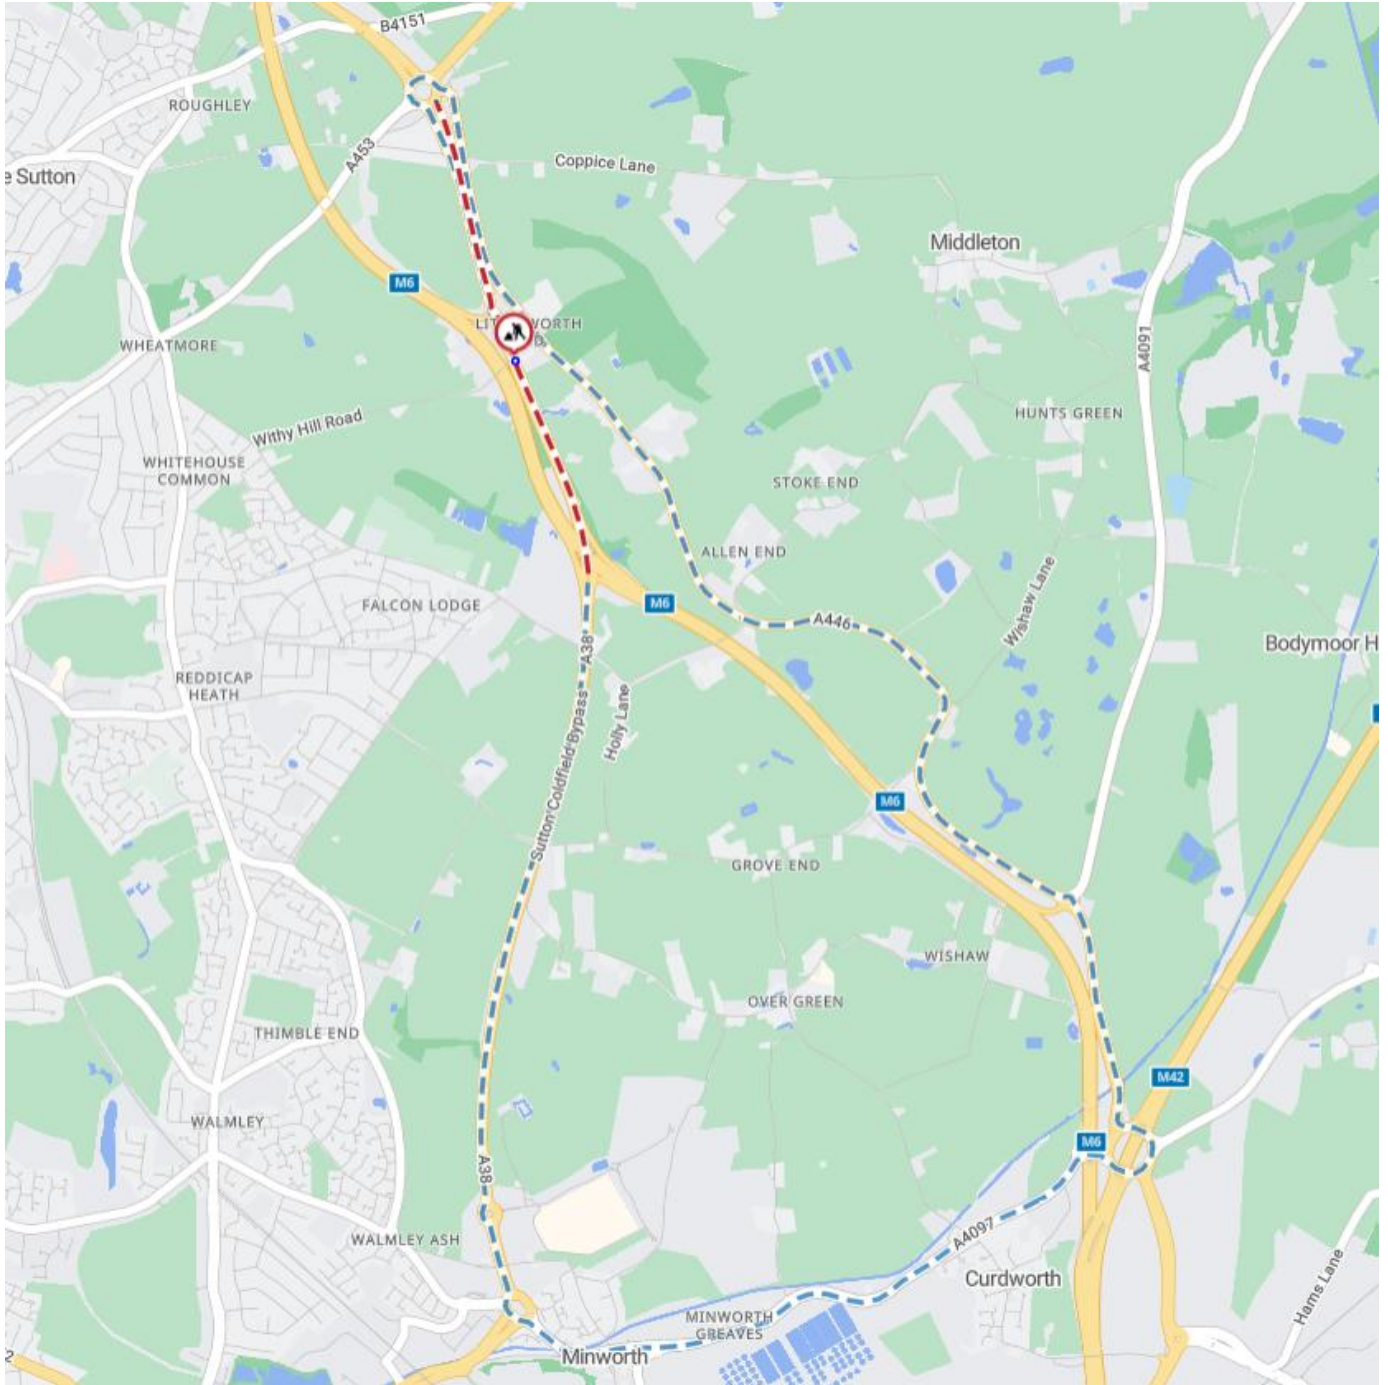 B4151
ROUGHLEY
A453
Coppice Lane
e Sutton
Middleton
M6
LIT WORTH
D
A4091
WHEATMORE
HUNTS GREEN
Withy Hill Road
WHITEHOUSE
COMMON
STOKE END
ALLEN END
Wishaw Lane
FALCON LODGE
M6
A446
A38
Bodymoor H
REDDICAP
HEATH
Holly Lane
Sutton Coldfield Bypass
M6
GROVE END
WISHAW
OVER GREEN
THIMBLE END
M42
WALMLEY
M6
A38
WALMLEY ASH
A4097
Curdworth
Hams Lane
MINWORTH
GREAVES
Minworth
2